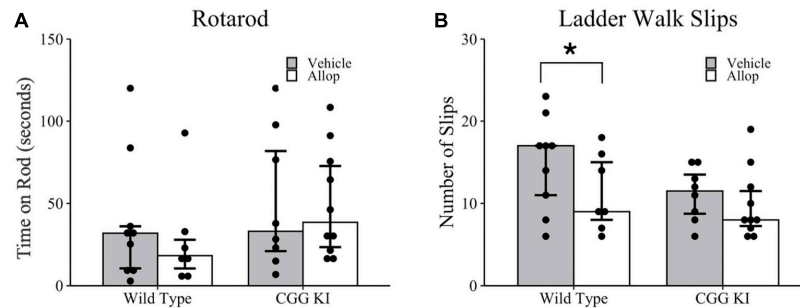 A
Rotarod
Time on Rod (seconds)
150
100
50
0
Vehicle
Allop
Wild Type
CGG KI
B
Ladder Walk Slips
Number of Slips
30
20
10
0
*
Vehicle
Allop
Wild Type
CGG KI